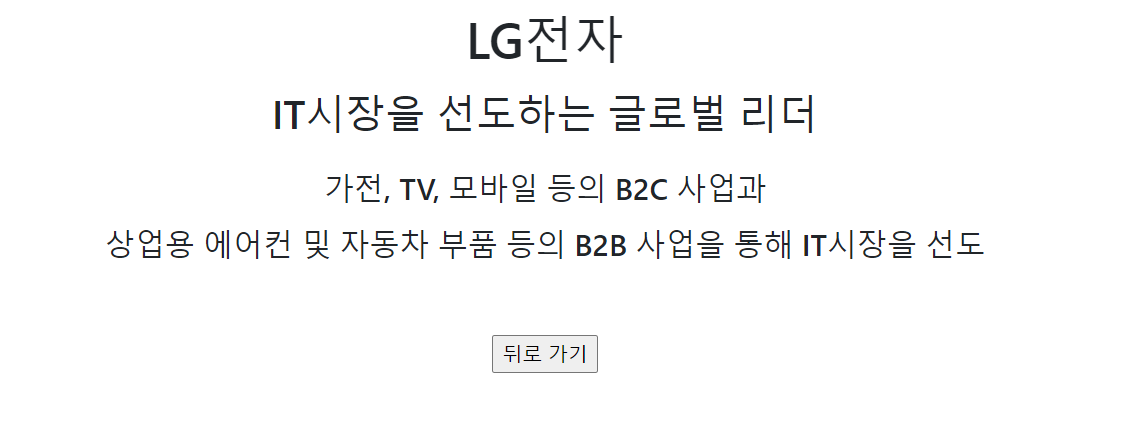 LG전자
IT시장을 선도하는 글로벌 리더
가전, TV, 모바일 등의 B2C 사업과
상업용 에어컨 및 자동차 부품 등의 B2B 사업을 통해 IT시장을 선도
뒤로 가기